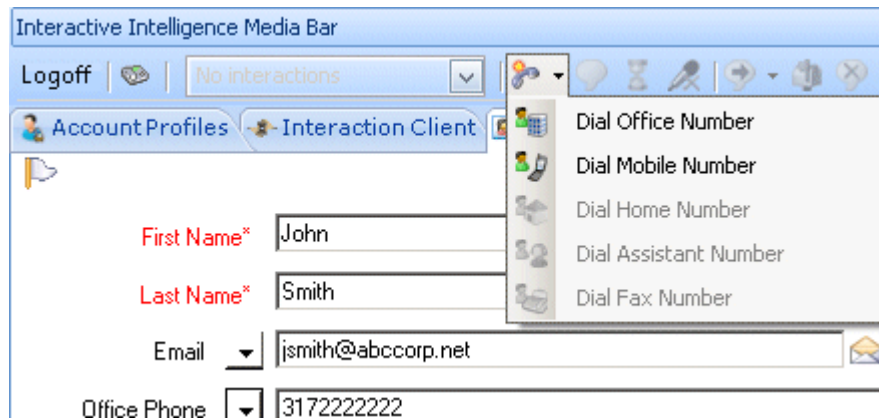 Interactive Intelligence Media Bar
Logoff No interactions
Account Profiles Interaction Client
Dial Office Number
Dial Mobile Number
Dial Home Number
Dial Assistant Number
Dial Fax Number
First Name* John
Last Name* Smith
Email jsmith@abccorp.net
Office Phone 3172222222